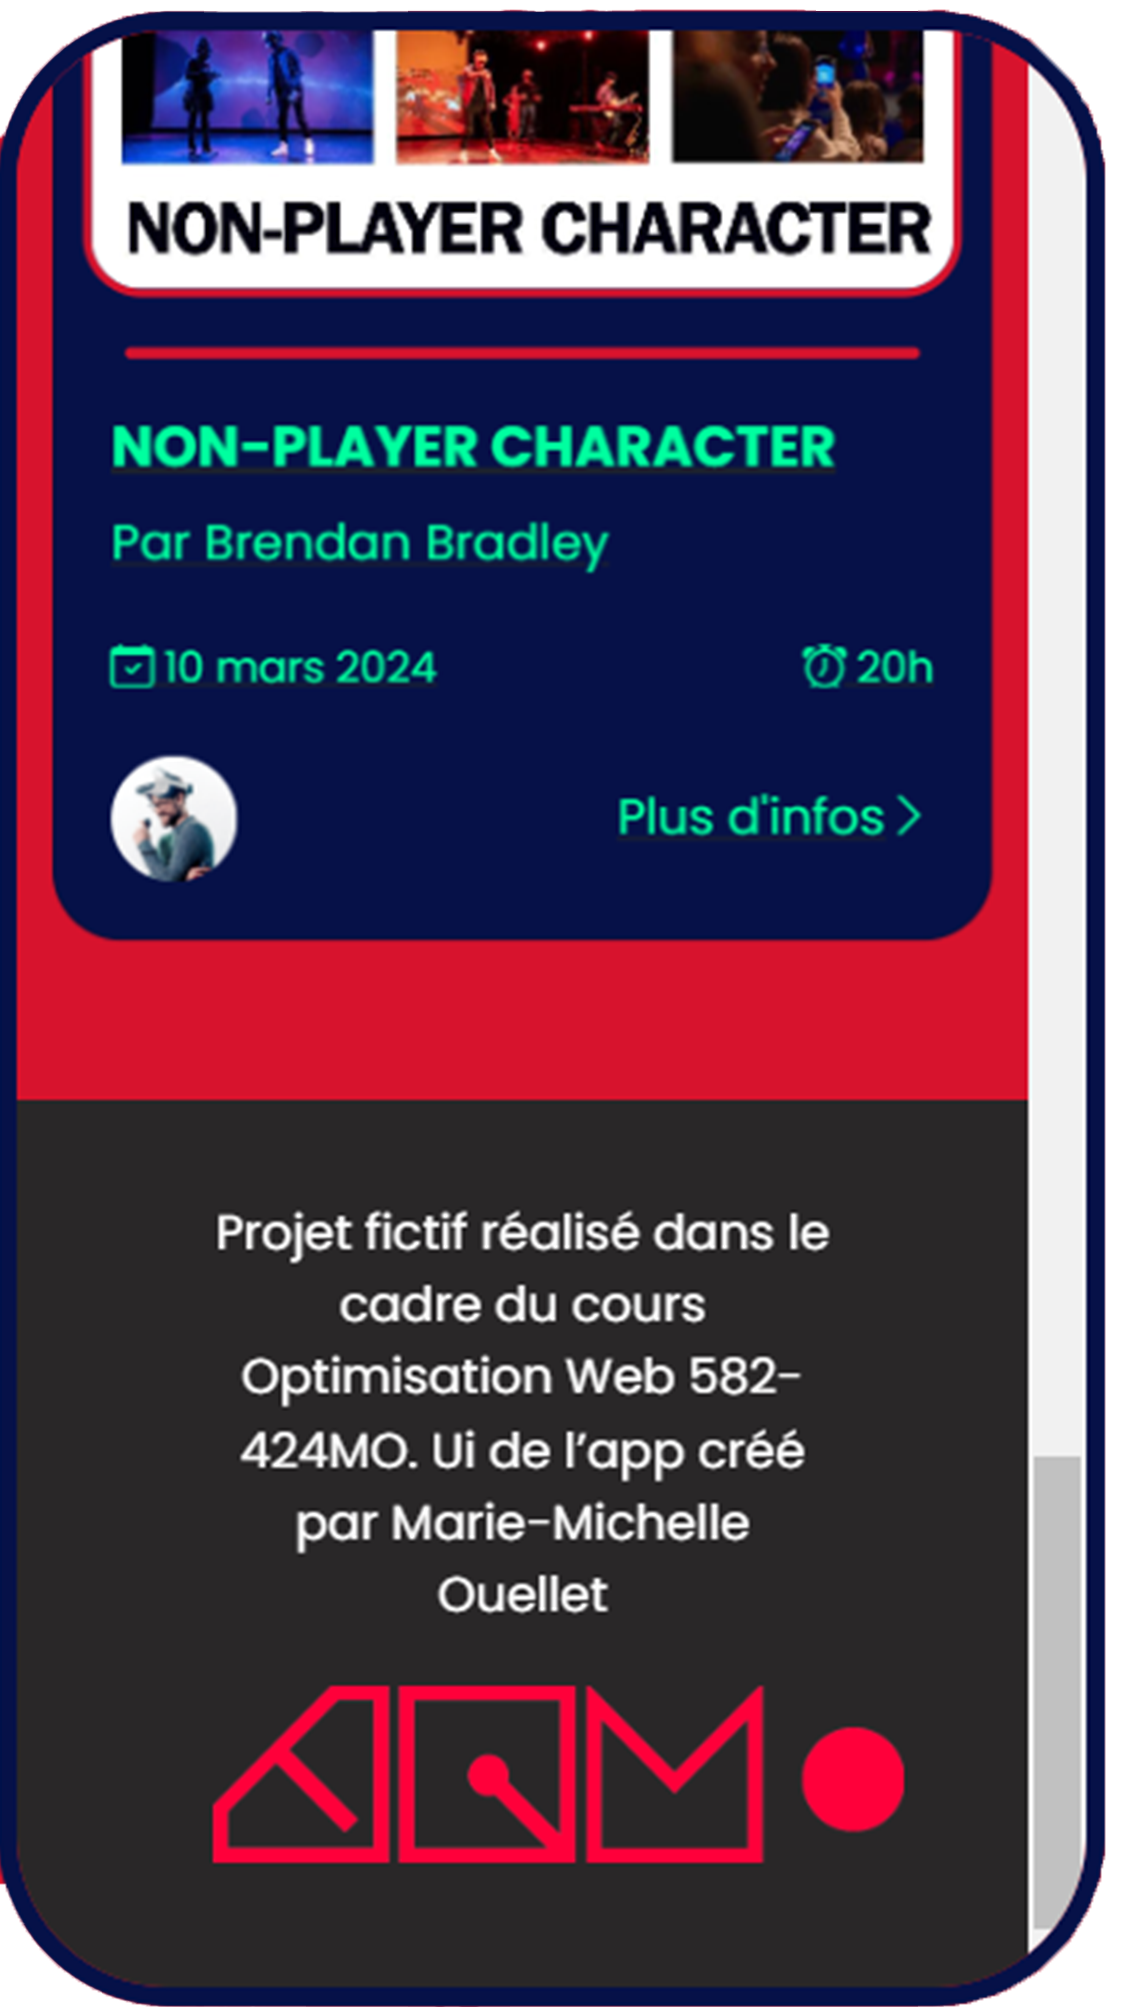 NON-PLAYER CHARACTER
NON-PLAYER CHARACTER
Par Brendan Bradley
10 mars 2024
20h
Plus d'infos
Projet fictif réalisé dans le
cadre du cours
Optimisation Web 582-
424MO. Ui de l’app créé
par Marie-Michelle
Ouellet